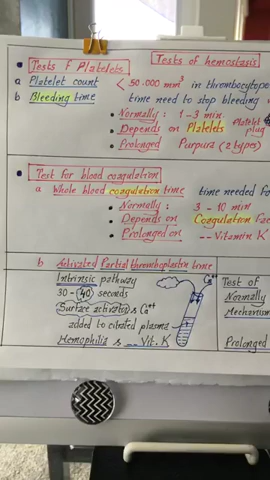 Tests of hemostasis
Tests f Platelets
a Platelet count < 50.000 mm³ in thrombocytope
b Bleeding time time need to stop bleeding
Normally: 1-3 min.
Depends on Platelets Platelet plug
Prolonged Purpura (2 types)
Test for blood coagulation
a Whole blood coagulation time time needed fo
Normally: 3 - 10 min
Depends on Coagulation Fac
Prolonged on -- Vitamin K
b Activated Partial thromboplastin time
Intrinsic pathway
30-40 seconds
Surface activators & Ca++
added to citrated plasma
Hemophilia & __ Vit. K
Ca++
Test of
Normally
Mechanism
Prolonged